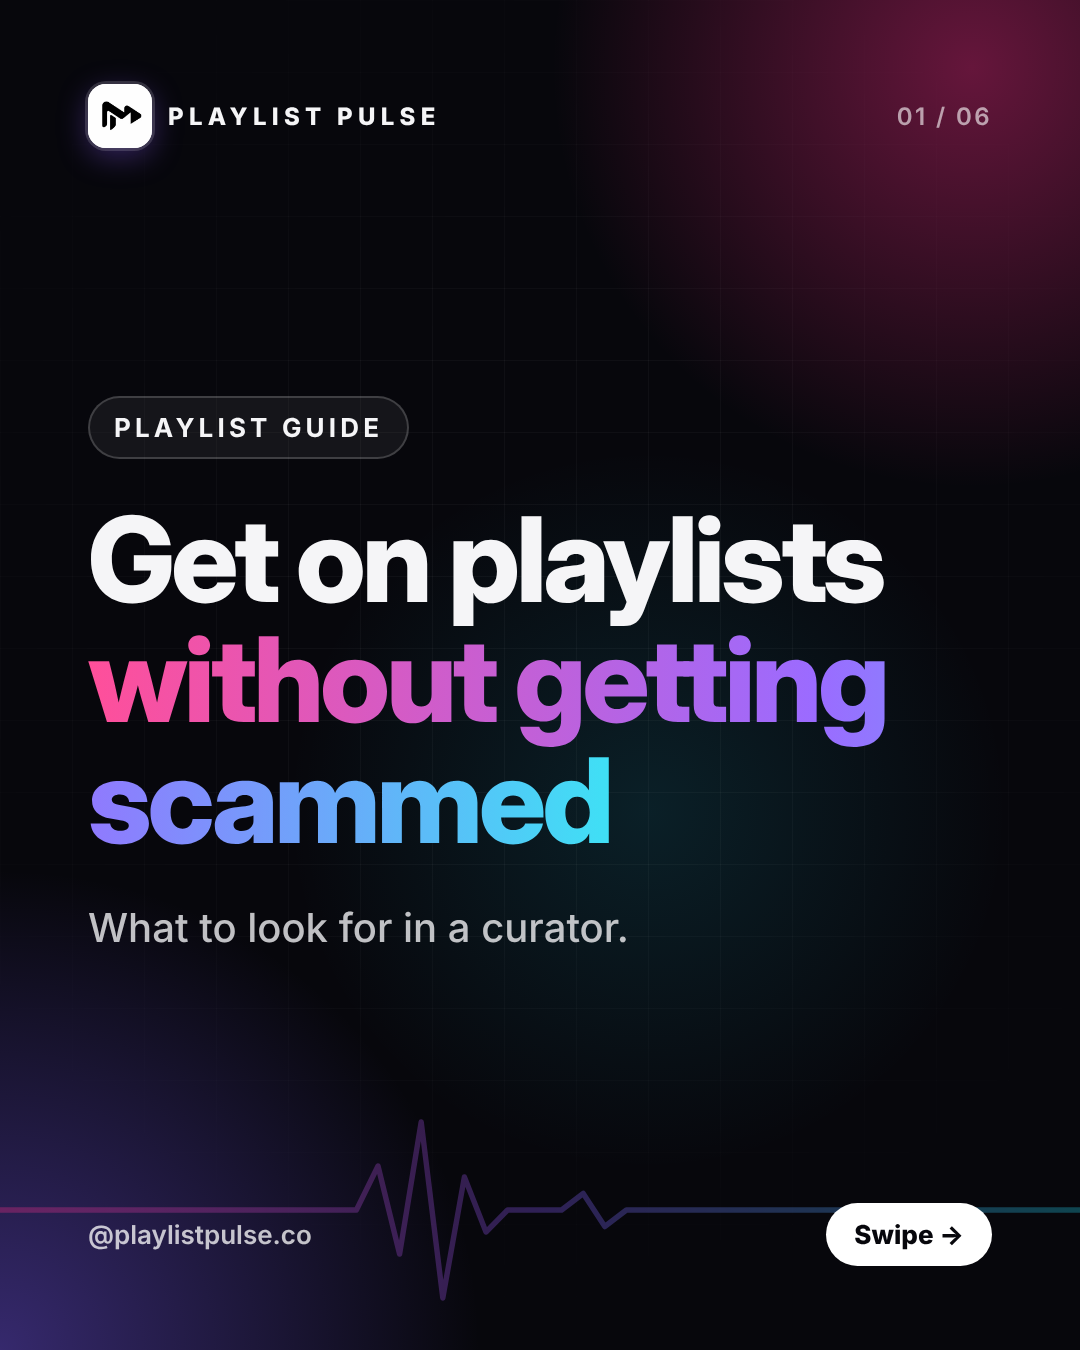 PLAYLIST PULSE
01 / 06
PLAYLIST GUIDE
Get on playlists
without getting
scammed
What to look for in a curator.
@playlistpulse.co
Swipe →